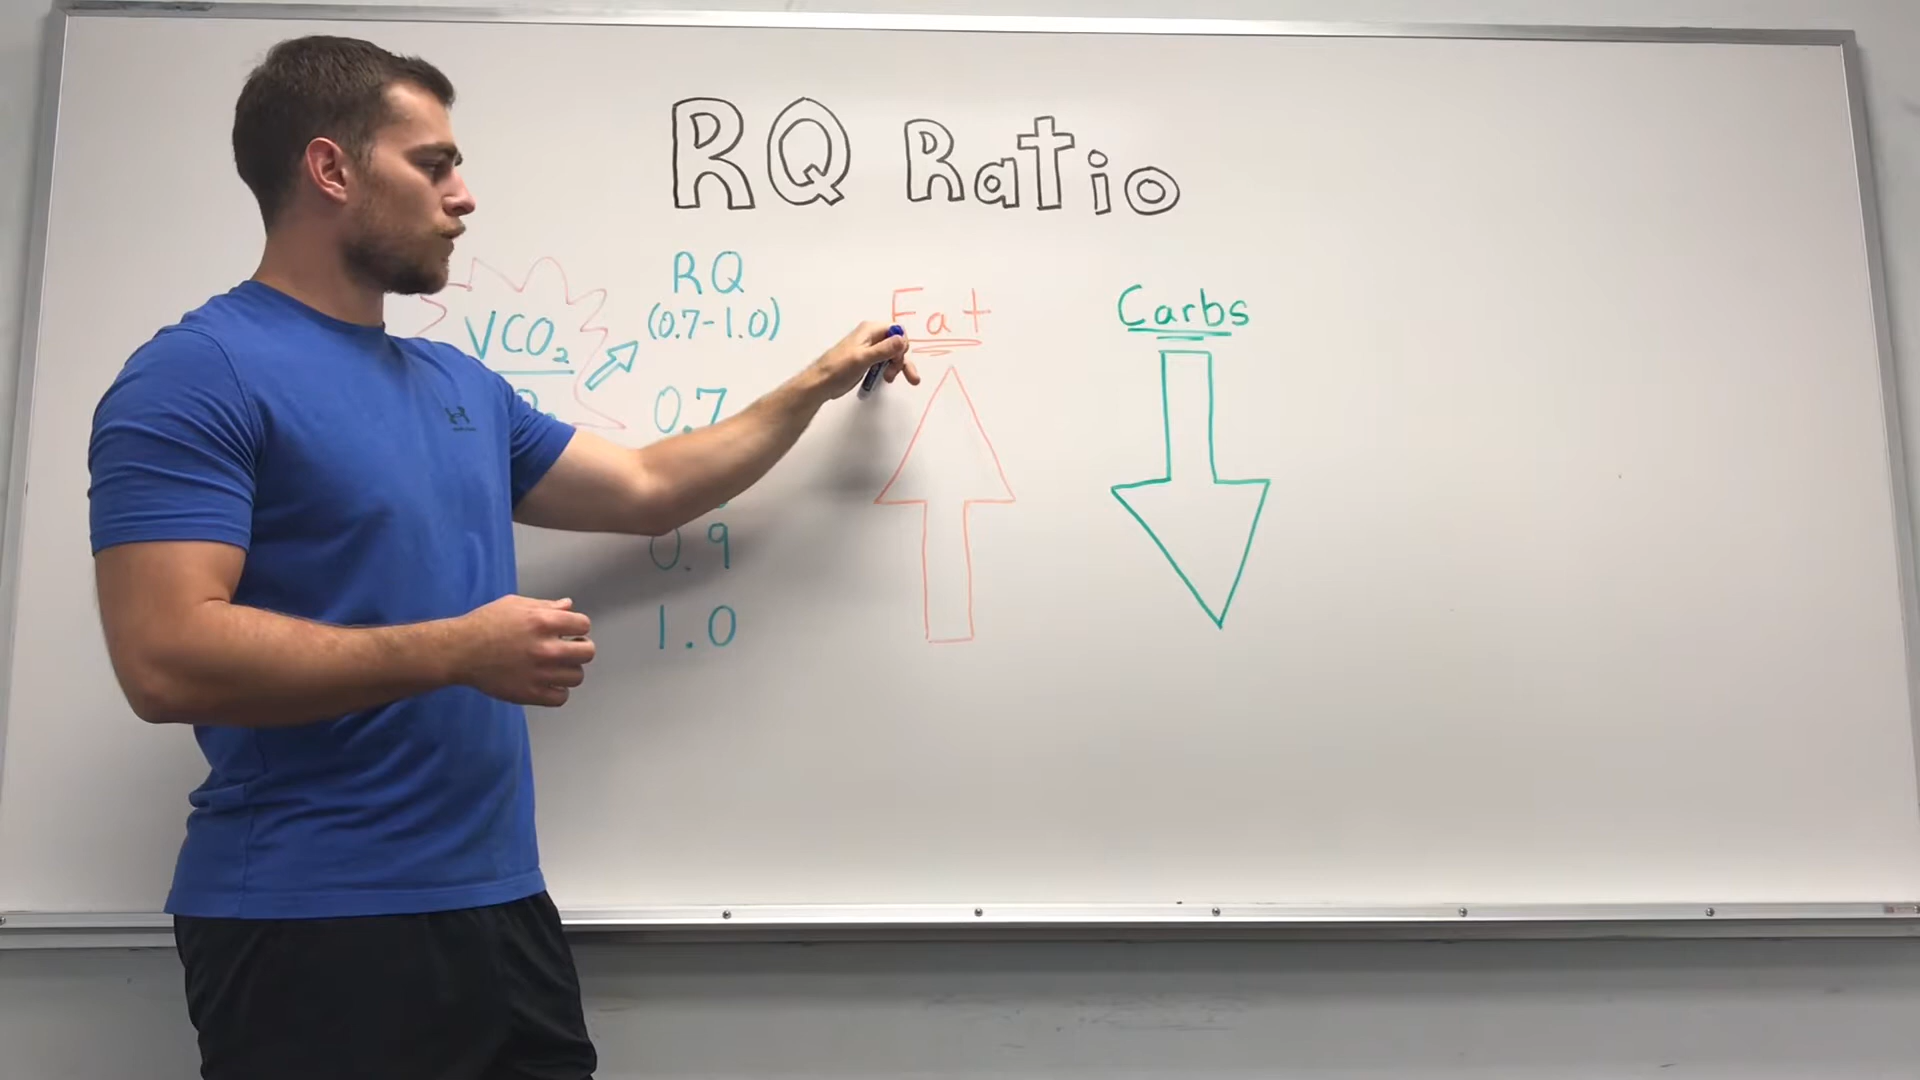 RQ Ratio
RQ
(0.7-1.0)
VCO₂
0.7
0.9
1.0
Fat
Carbs